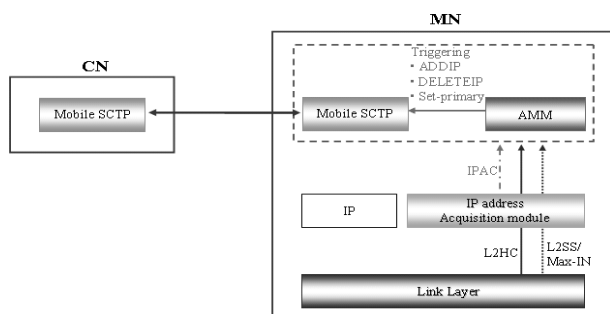 MN
CN
Triggering
• ADDIP
• DELETEIP
• Set-primary
Mobile SCTP
Mobile SCTP
AMM
IPAC
IP
IP address
Acquisition module
L2HC
L2SS/
Max-IN
Link Layer